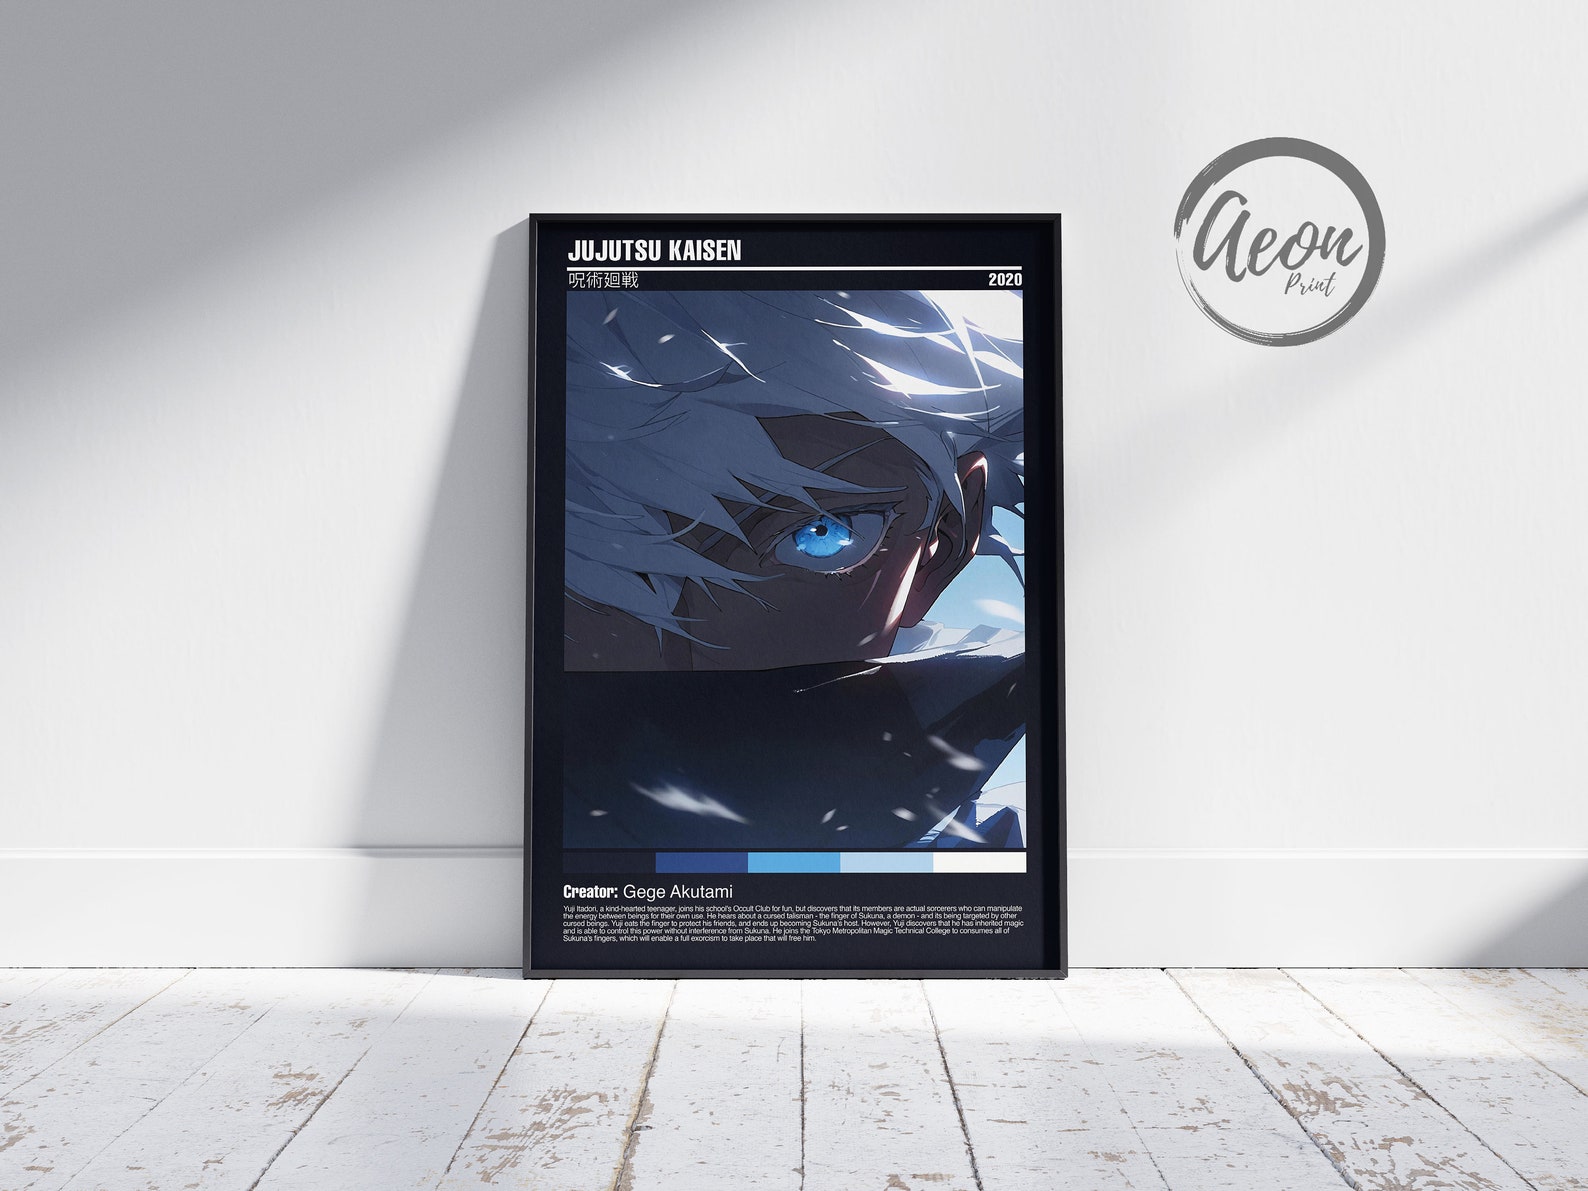 JUJUTSU KAISEN
呪術廻戦
2020
Creator: Gege Akutami
Yuji Itadori, a kind-hearted teenager, joins his school's Occult Club for fun, but discovers that its members are actual sorcerers who can manipulate
the energy between beings for their own use. He hears about a cursed talisman - the finger of Sukuna, a demon - and its being targeted by other
cursed beings. Yuji eats the finger to protect his friends, and ends up becoming Sukuna's host. However, Yuji discovers that he has inherited magic
and is able to control this power without interference from Sukuna. He joins the Tokyo Metropolitan Magic Technical College to consumes all of
Sukuna's fingers, which will enable a full exorcism to take place that will free him.
aeon
Print